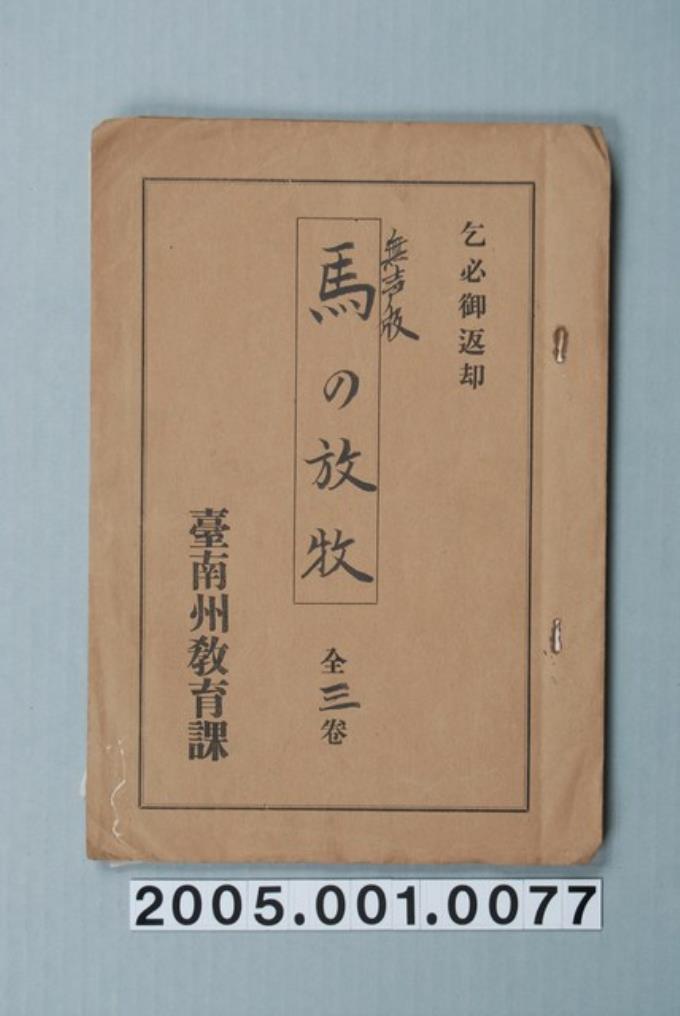 乞必御返却
無声版
馬の放牧
全三卷
臺南州教育課
2005.001.0077